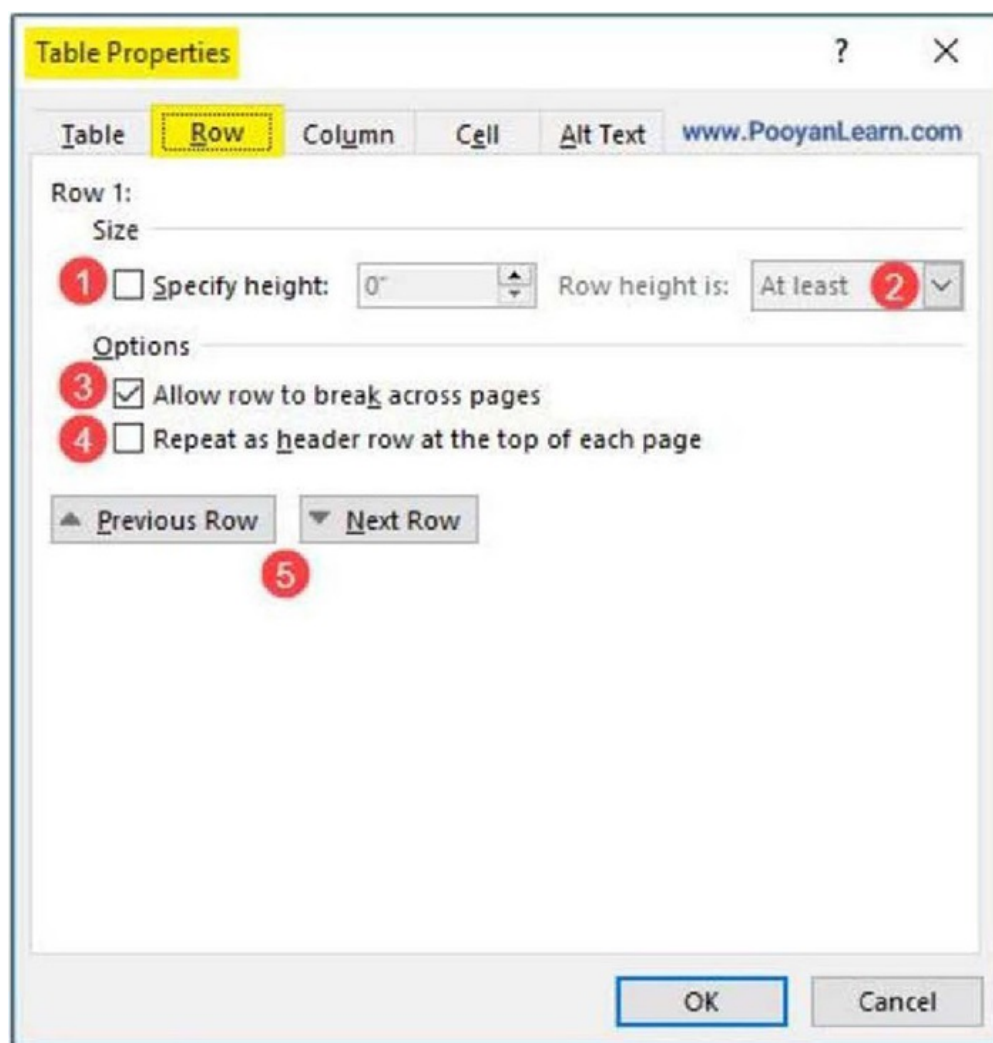 Table Properties ? X
Table Row Column Cell Alt Text www.PooyanLearn.com
Row 1:
Size
1 Specify height: 0" Row height is: At least 2
Options
3 Allow row to break across pages
4 Repeat as header row at the top of each page
Previous Row Next Row
5
OK Cancel